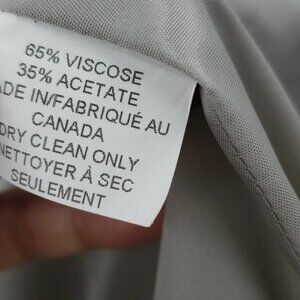 65% VISCOSE
35% ACETATE
ADE IN/FABRIQUÉ AU
CANADA
DRY CLEAN ONLY
NETTOYER À SEC
SEULEMENT